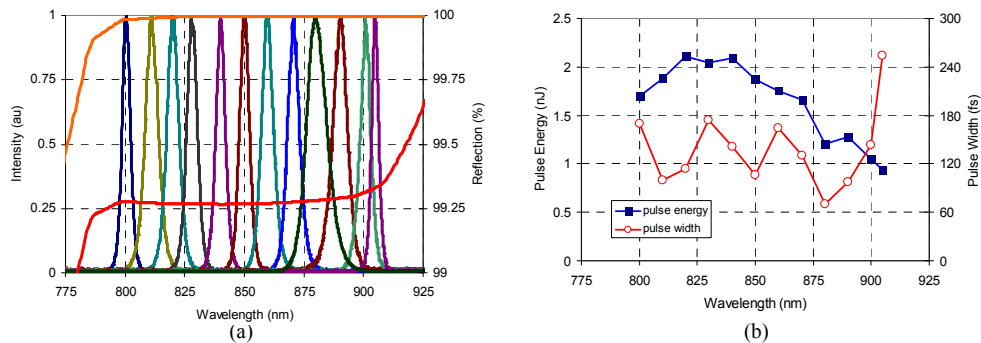 Intensity (au)
1
0.75
0.5
0.25
0
775 800 825 850 875 900 925
Wavelength (nm)
100
99.75
99.5
99.25
99
Reflection (%)
(a)
Pulse Energy (nJ)
2.5
2
1.5
1
0.5
0
pulse energy
pulse width
775 800 825 850 875 900 925
Wavelength (nm)
300
240
180
120
60
0
Pulse Width (fs)
(b)